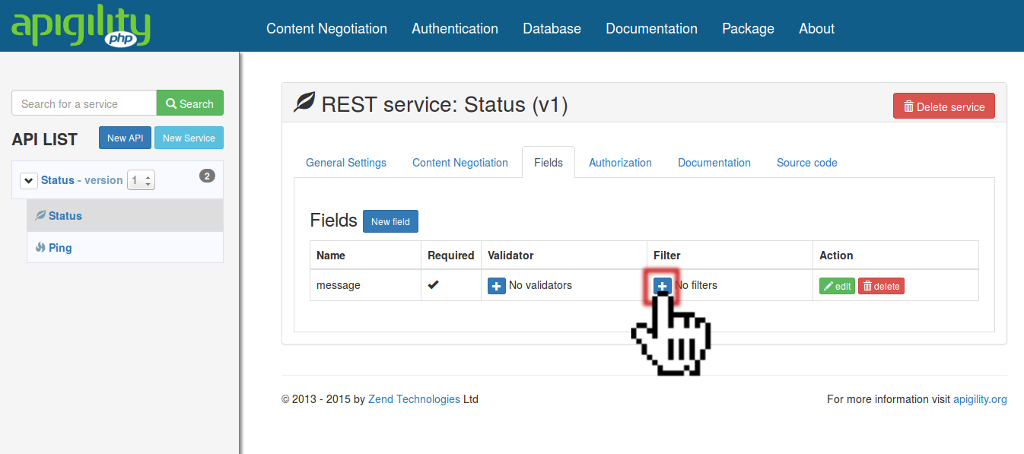 apigility
php
Content Negotiation Authentication Database Documentation Package About
Search for a service Search
API LIST New API New Service
Status - version 1 2
Status
Ping
REST service: Status (v1) Delete service
General Settings Content Negotiation Fields Authorization Documentation Source code
Fields New field
Name Required Validator Filter Action
message No validators No filters edit delete
© 2013 - 2015 by Zend Technologies Ltd For more information visit apigility.org